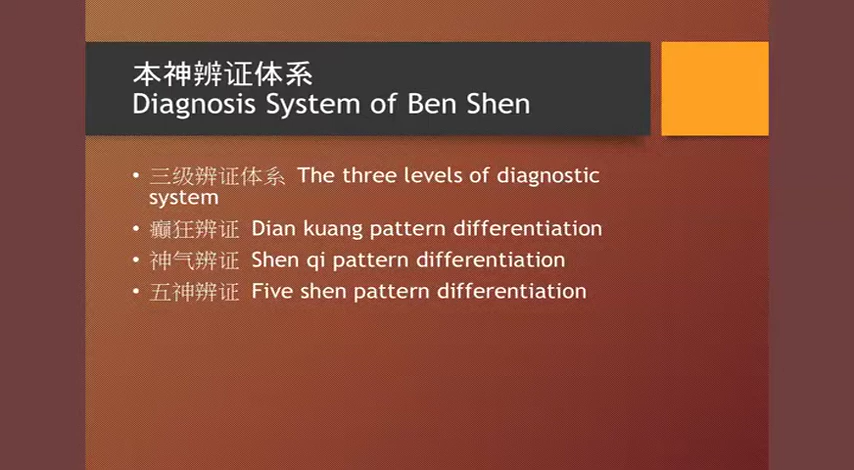 本神辨证体系
Diagnosis System of Ben Shen
• 三级辨证体系 The three levels of diagnostic
system
• 癫狂辨证 Dian kuang pattern differentiation
• 神气辨证 Shen qi pattern differentiation
• 五神辨证 Five shen pattern differentiation